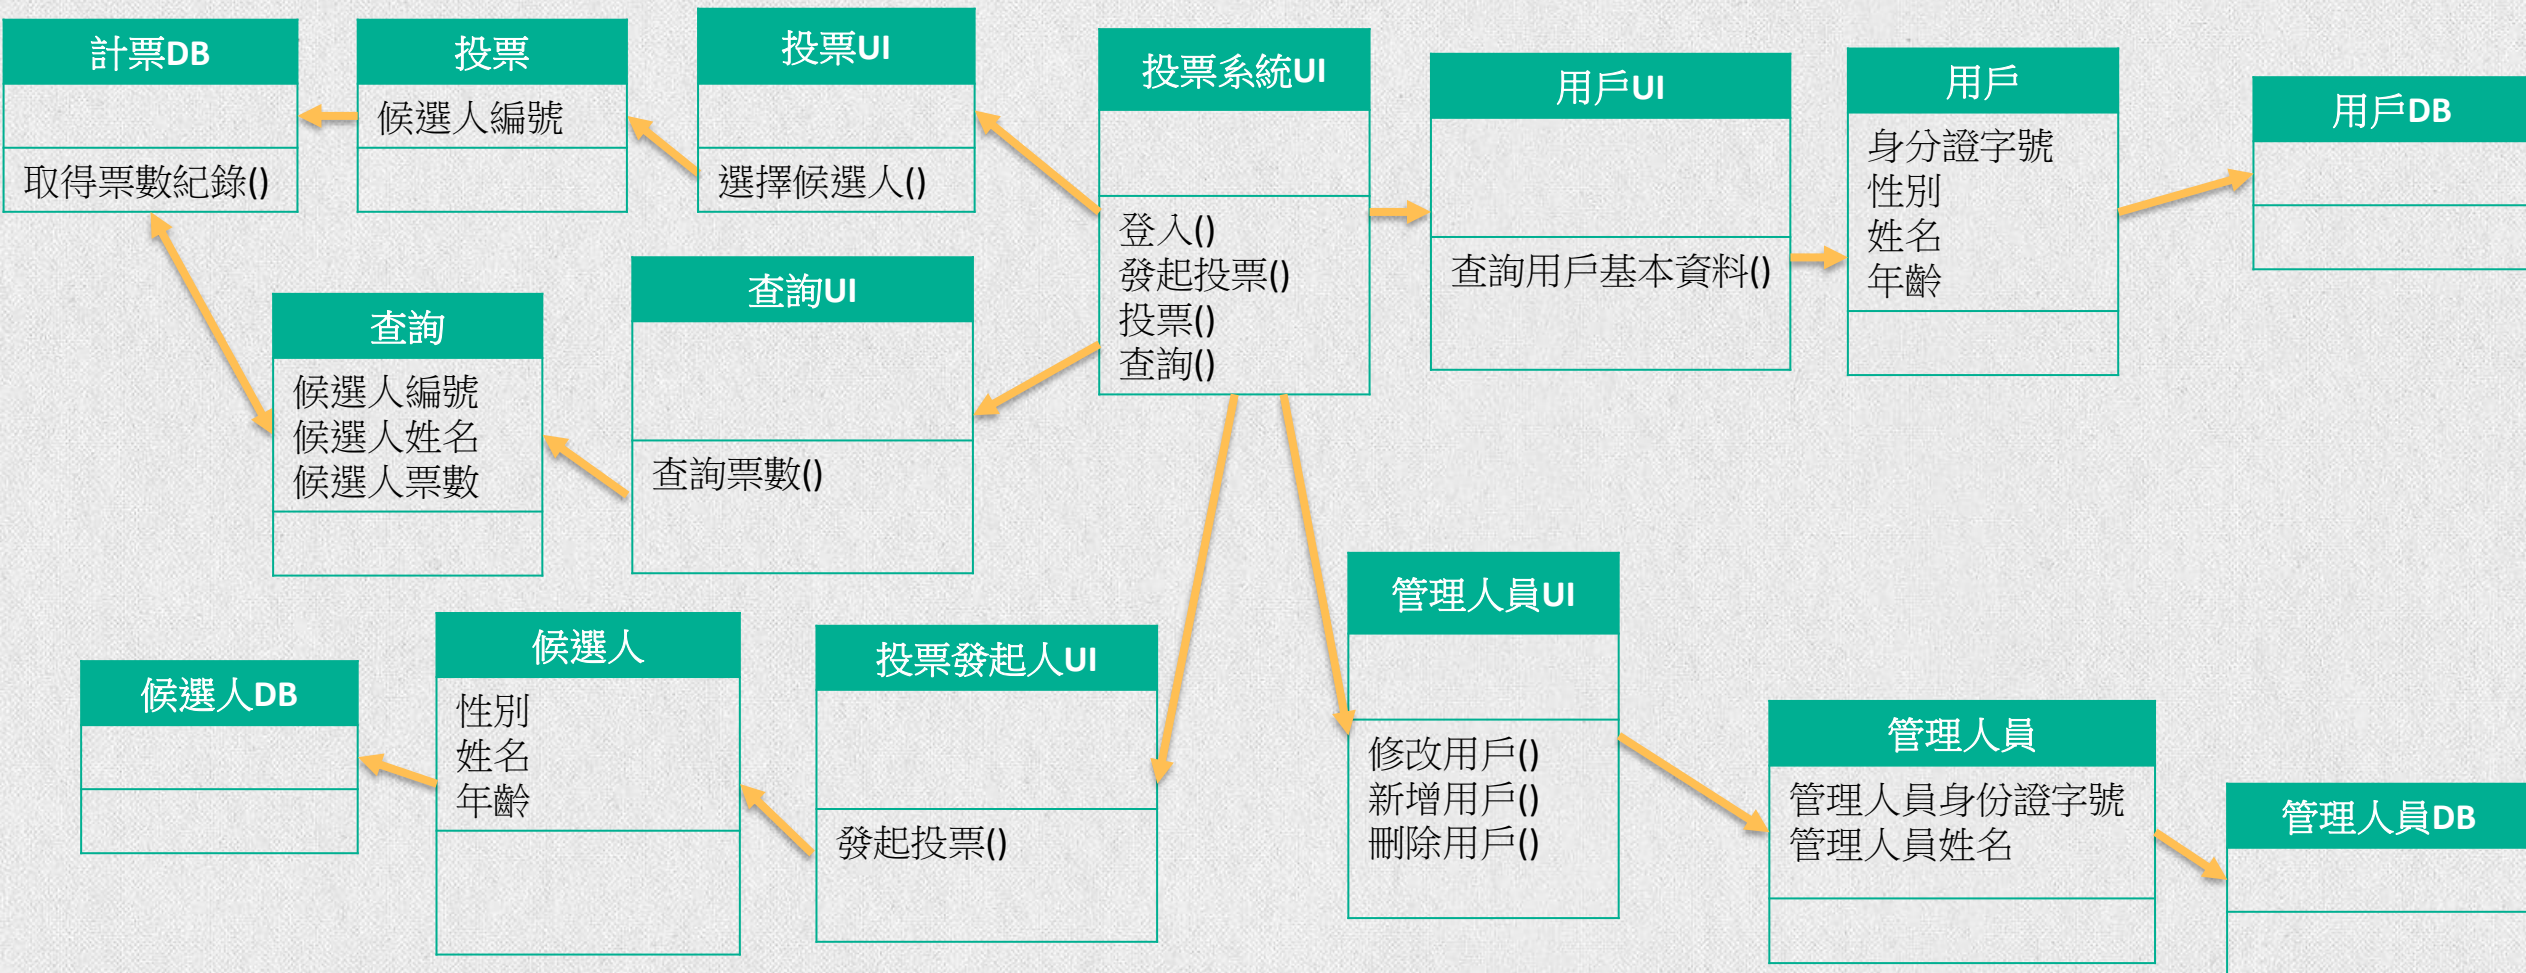 計票DB
取得票數紀錄()
投票
候選人編號
投票UI
選擇候選人()
投票系統UI
登入()
發起投票()
投票()
查詢()
用戶UI
查詢用戶基本資料()
用戶
身分證字號
性別
姓名
年齡
用戶DB
查詢
候選人編號
候選人姓名
候選人票數
查詢UI
查詢票數()
候選人DB
候選人
性別
姓名
年齡
投票發起人UI
發起投票()
管理人員UI
修改用戶()
新增用戶()
刪除用戶()
管理人員
管理人員身份證字號
管理人員姓名
管理人員DB